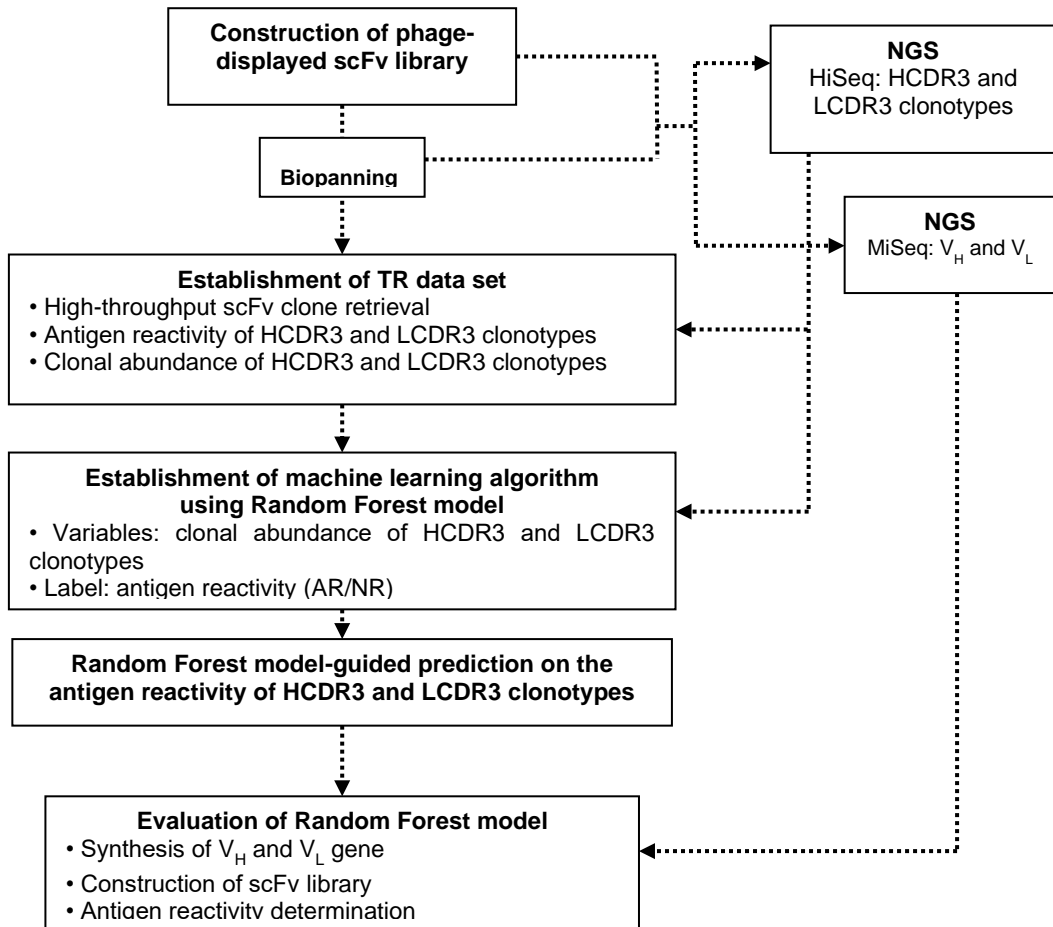 Construction of phage-
displayed scFv library
NGS
HiSeq: HCDR3 and
LCDR3 clonotypes
Biopanning
NGS
MiSeq: V_H and V_L
Establishment of TR data set
• High-throughput scFv clone retrieval
• Antigen reactivity of HCDR3 and LCDR3 clonotypes
• Clonal abundance of HCDR3 and LCDR3 clonotypes
Establishment of machine learning algorithm
using Random Forest model
• Variables: clonal abundance of HCDR3 and LCDR3
clonotypes
• Label: antigen reactivity (AR/NR)
Random Forest model-guided prediction on the
antigen reactivity of HCDR3 and LCDR3 clonotypes
Evaluation of Random Forest model
• Synthesis of V_H and V_L gene
• Construction of scFv library
• Antigen reactivity determination